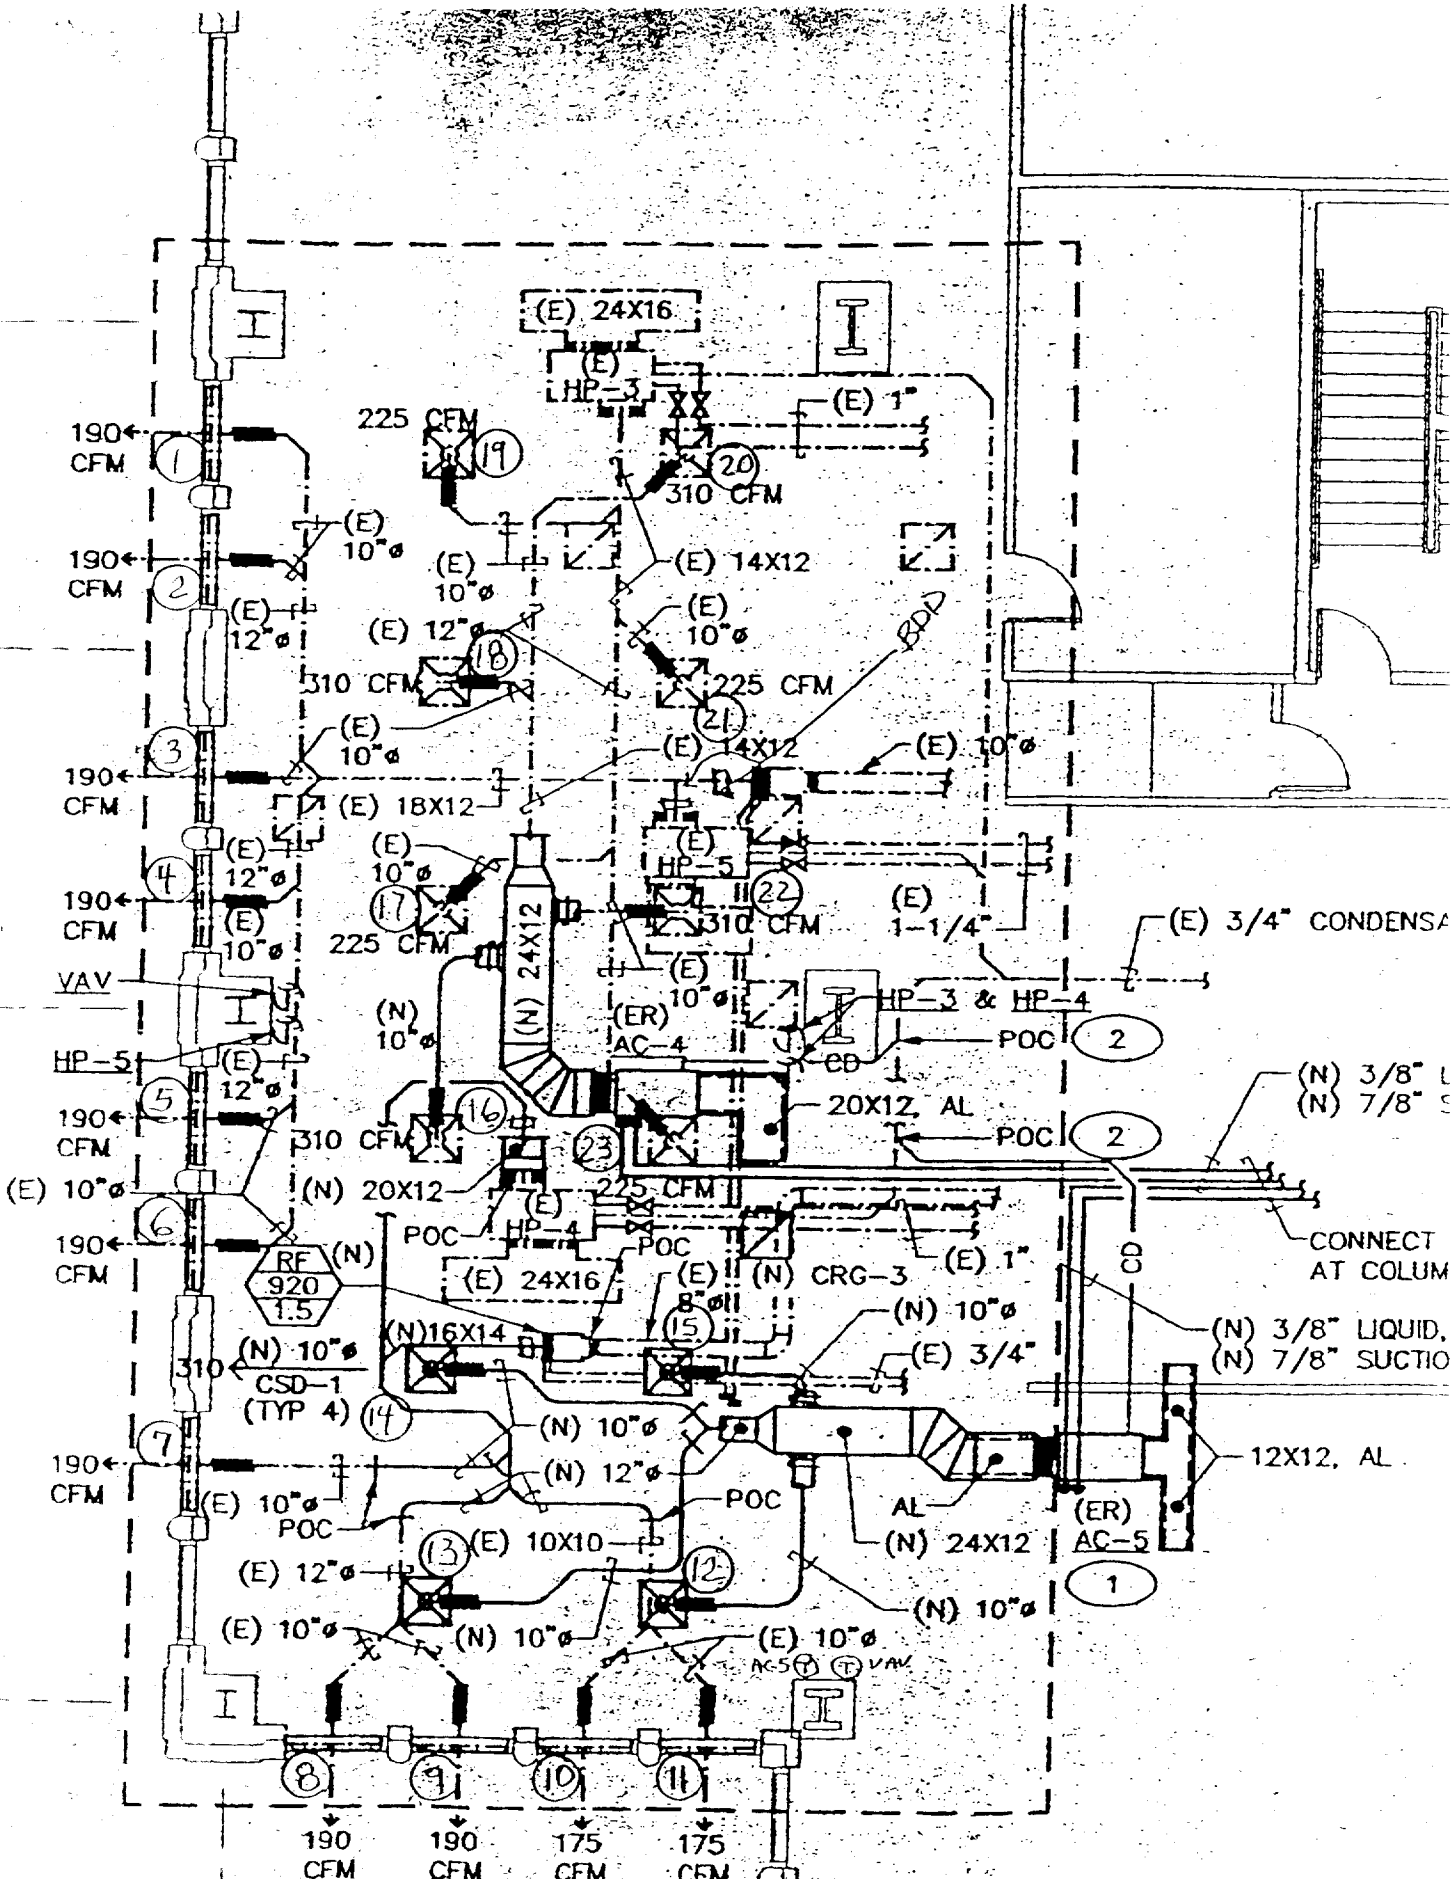 (E) 24X16
(E)
HP-3
(E) 1"
225 CFM
19
20
310 CFM
190
CFM
1
(E)
10"ø
190
CFM
2
(E)
10"ø
(E) 14X12
(E)
12"ø
(E) 12"ø
(E)
10"ø
BDD
18
310 CFM
225 CFM
21
3
(E)
10"ø
(E) 14X12
(E) 10"ø
190
CFM
(E) 18X12
(E)
12"ø
(E)
10"ø
(E)
HP-5
4
190
CFM
(E)
10"ø
17
225 CFM
(N) 24X12
22
310 CFM
(E)
1-1/4"
(E) 3/4" CONDENSA
VAV
(E)
10"ø
HP-3 & HP-4
(N)
10"ø
(ER)
AC-4
CD
POC
2
HP-5
(E)
12"ø
5
190
CFM
16
310 CFM
20X12, AL
(N) 3/8" L
(N) 7/8" S
23
POC
2
(E) 10"ø
(N) 20X12
225 CFM
6
190
CFM
POC
(E)
HP-4
POC
(E) 1"
CD
CONNECT
AT COLUM
RF
920
1.5
(N)
(E) 24X16
(E)
8"ø
(N) CRG-3
15
(N) 10"ø
(N)16X14
(N) 3/8" LIQUID,
(N) 7/8" SUCTIO
310
(N) 10"ø
CSD-1
(TYP 4)
(E) 3/4"
14
(N) 10"ø
7
190
CFM
(N) 12"ø
12X12, AL
(E) 10"ø
POC
POC
AL
(N) 24X12
(ER)
AC-5
1
13
(E) 10X10
12
(E) 12"ø
(E) 10"ø
(N) 10"ø
(E) 10"ø
(N) 10"ø
AC-5 T
T VAV
8
9
10
11
190
CFM
190
CFM
175
CFM
175
CFM